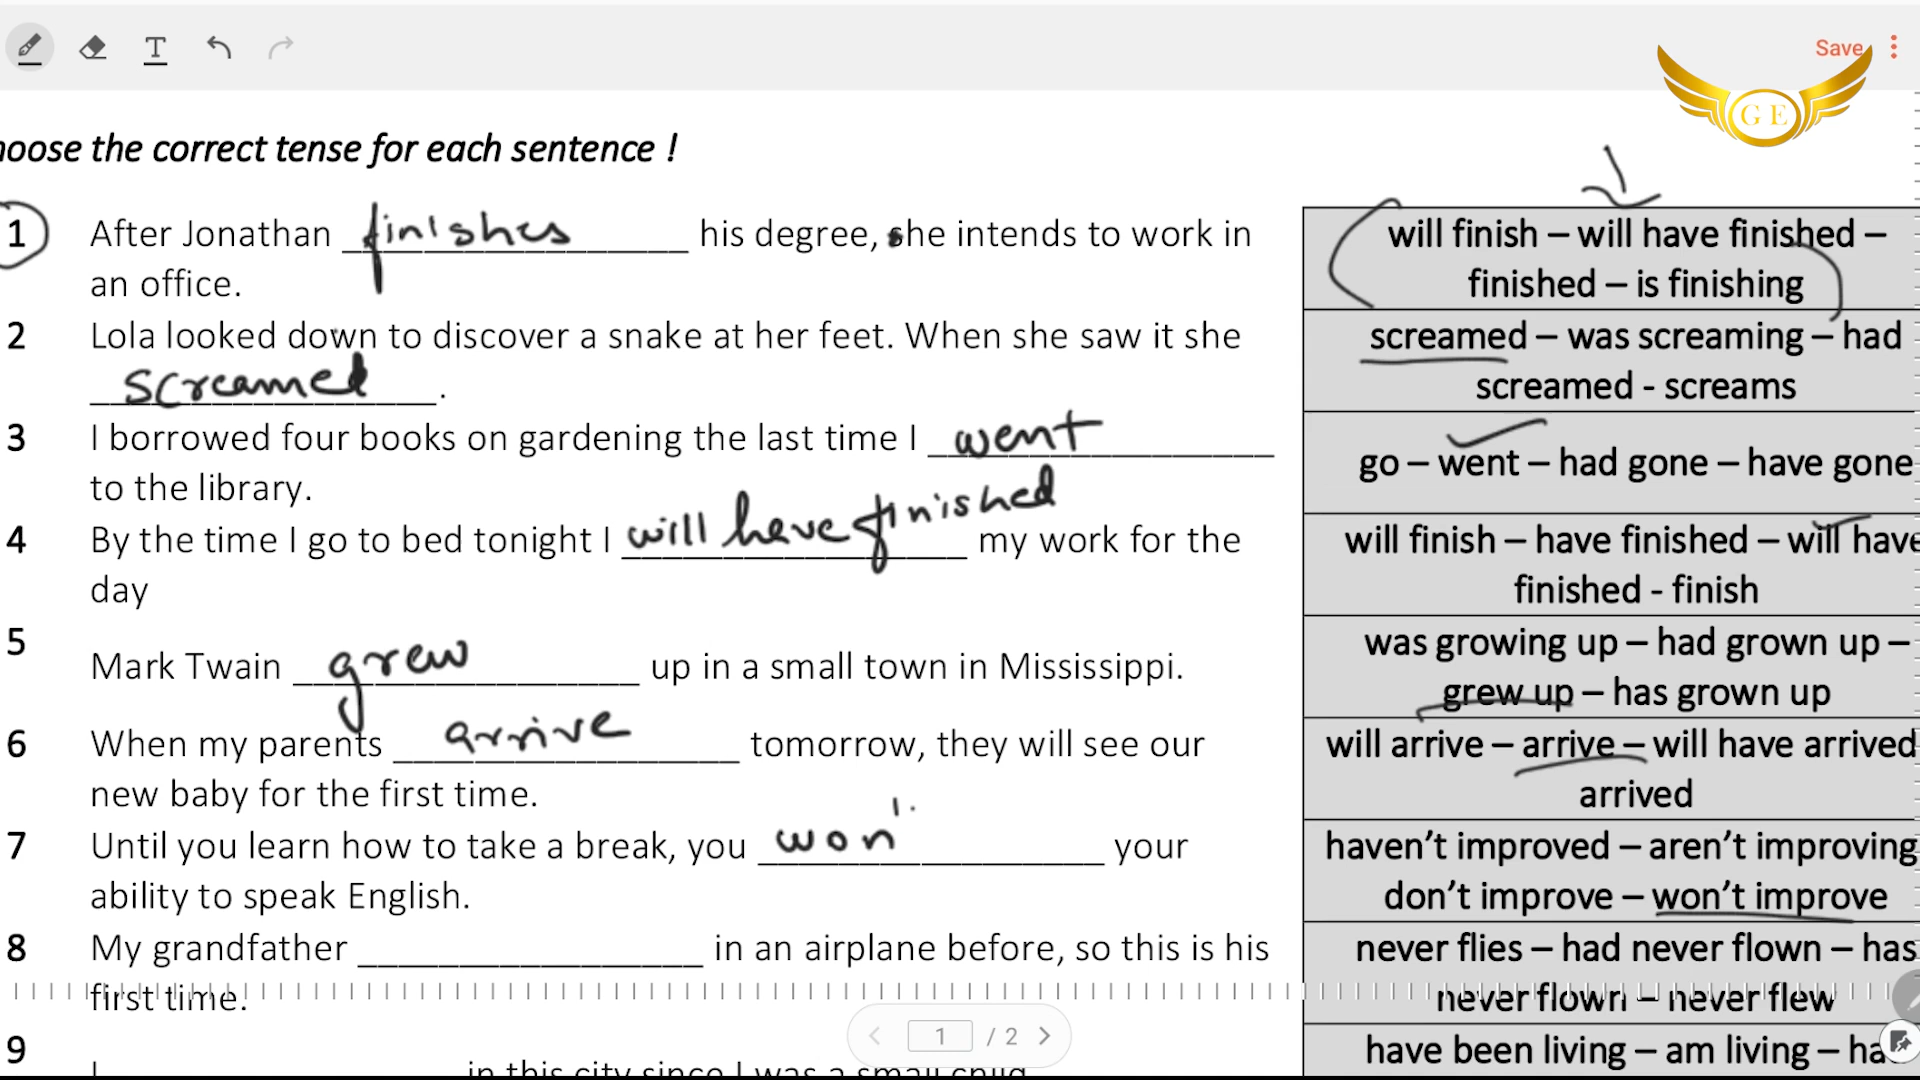 T Save
G E
hoose the correct tense for each sentence !
1 After Jonathan finishes his degree, she intends to work in
an office.
will finish – will have finished –
finished – is finishing
2 Lola looked down to discover a snake at her feet. When she saw it she
screamed.
screamed – was screaming – had
screamed - screams
3 I borrowed four books on gardening the last time I went
to the library.
go – went – had gone – have gone
4 By the time I go to bed tonight I will have finished my work for the
day
will finish – have finished – will have
finished - finish
5 Mark Twain grew up in a small town in Mississippi.
was growing up – had grown up –
grew up – has grown up
6 When my parents arrive tomorrow, they will see our
new baby for the first time.
will arrive – arrive – will have arrived
arrived
7 Until you learn how to take a break, you won' your
ability to speak English.
haven't improved – aren't improving
don't improve – won't improve
8 My grandfather in an airplane before, so this is his
first time.
never flies – had never flown – has
never flown – never flew
9 I in this city since I was a small child
have been living – am living – ha
1 / 2